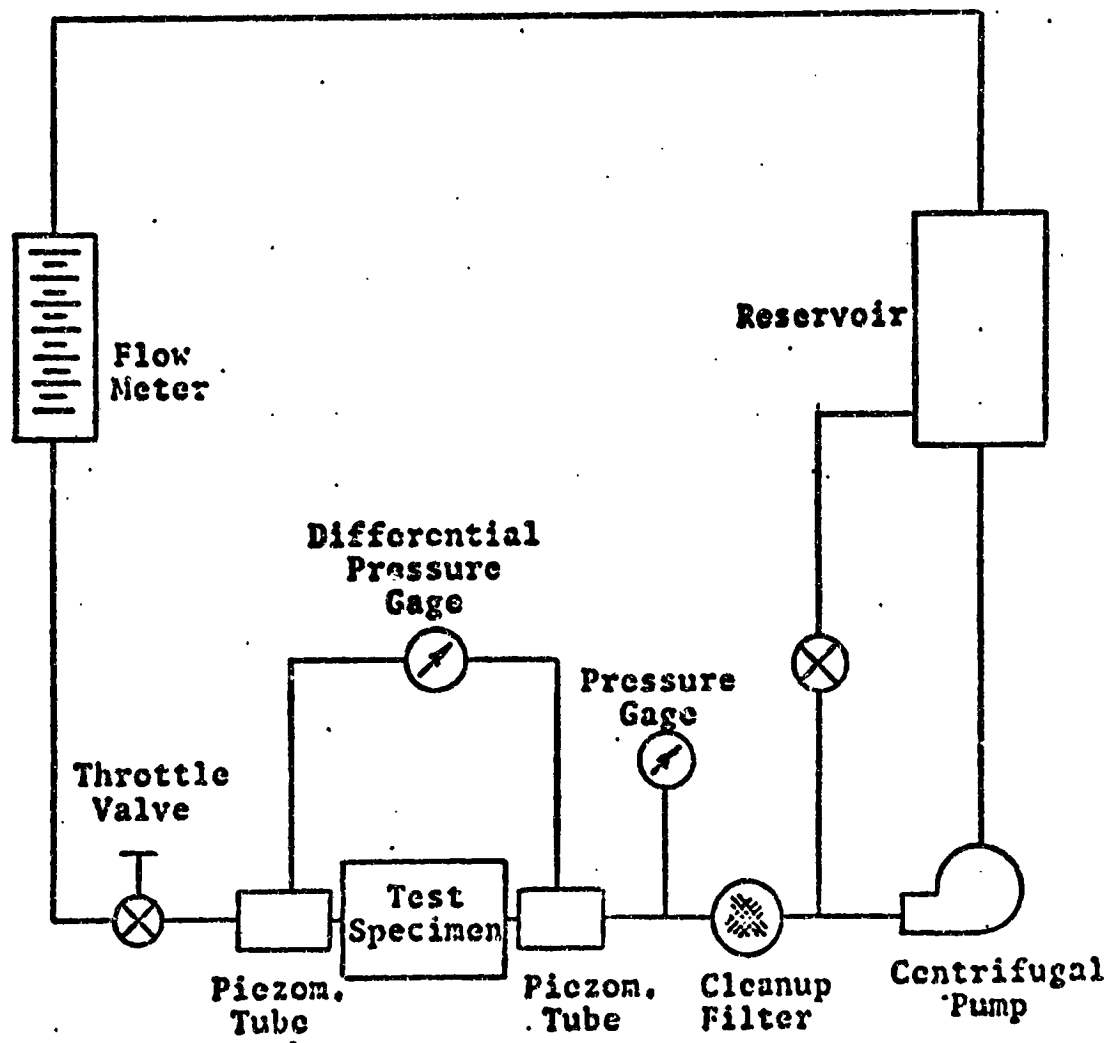 Reservoir
Flow
Meter
Differential
Pressure
Gage
Pressure
Gage
Throttle
Valve
Test
Specimen
Piezom.
Tube
Piezom.
Tube
Cleanup
Filter
Centrifugal
Pump